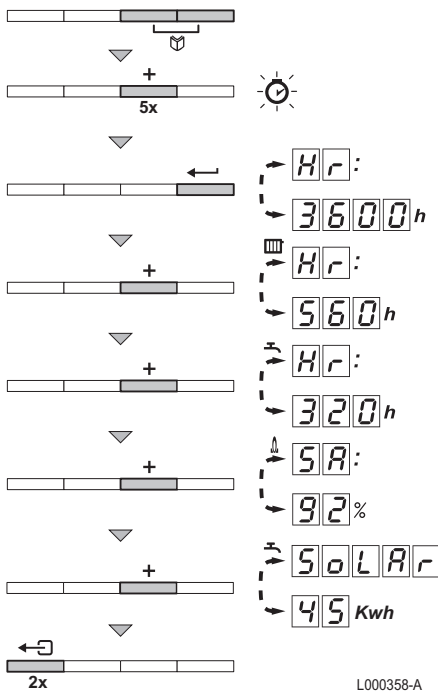 +
5x
Hr:
3600h
+
Hr:
560h
+
Hr:
320h
+
SA:
92%
+
SoLAr
45 Kwh
2x
L000358-A